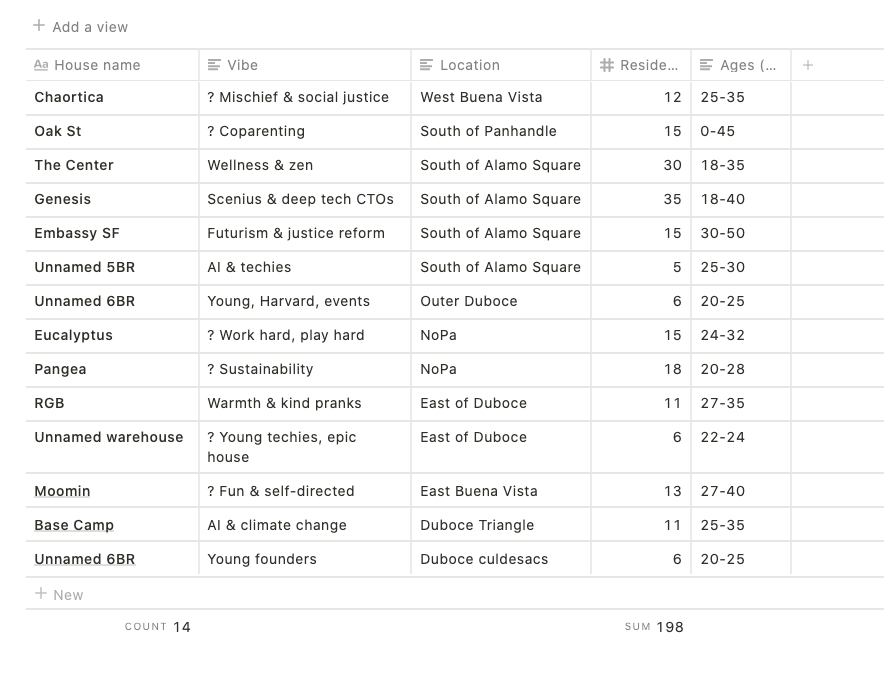 + Add a view
Aa House name Vibe Location # Reside... Ages (... +
Chaortica ? Mischief & social justice West Buena Vista 12 25-35
Oak St ? Coparenting South of Panhandle 15 0-45
The Center Wellness & zen South of Alamo Square 30 18-35
Genesis Scenius & deep tech CTOs South of Alamo Square 35 18-40
Embassy SF Futurism & justice reform South of Alamo Square 15 30-50
Unnamed 5BR AI & techies South of Alamo Square 5 25-30
Unnamed 6BR Young, Harvard, events Outer Duboce 6 20-25
Eucalyptus ? Work hard, play hard NoPa 15 24-32
Pangea ? Sustainability NoPa 18 20-28
RGB Warmth & kind pranks East of Duboce 11 27-35
Unnamed warehouse ? Young techies, epic East of Duboce 6 22-24
house
Moomin ? Fun & self-directed East Buena Vista 13 27-40
Base Camp AI & climate change Duboce Triangle 11 25-35
Unnamed 6BR Young founders Duboce culdesacs 6 20-25
+ New
COUNT 14 SUM 198